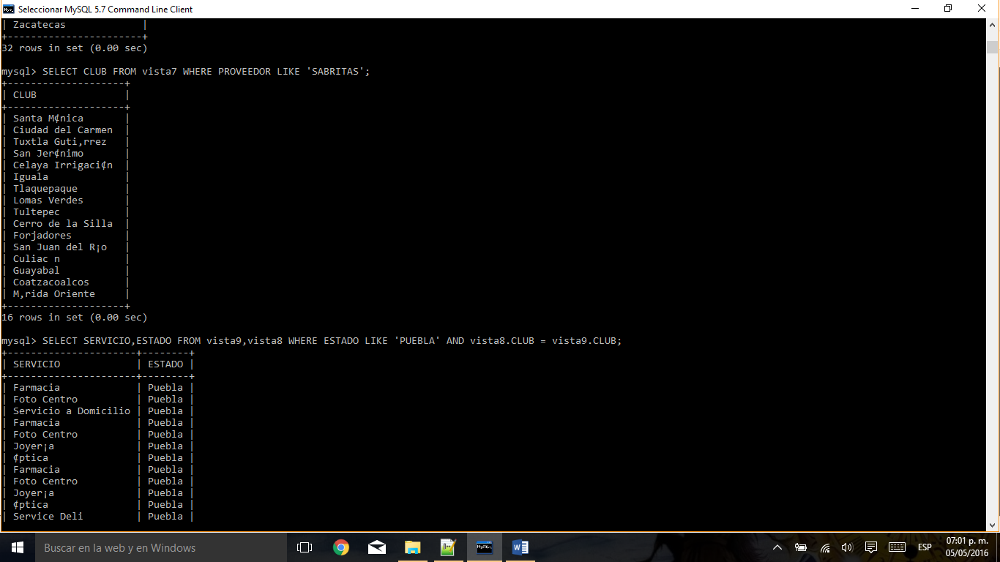 Seleccionar MySQL 5.7 Command Line Client
| Zacatecas             |
+-----------------------+
32 rows in set (0.00 sec)
mysql> SELECT CLUB FROM vista7 WHERE PROVEEDOR LIKE 'SABRITAS';
+--------------------+
| CLUB               |
+--------------------+
| Santa M¢nica       |
| Ciudad del Carmen  |
| Tuxtla Guti‚rrez   |
| San Jer¢nimo       |
| Celaya Irrigaci¢n  |
| Iguala             |
| Tlaquepaque        |
| Lomas Verdes       |
| Tultepec           |
| Cerro de la Silla  |
| Forjadores         |
| San Juan del R¡o   |
| Culiac n           |
| Guayabal           |
| Coatzacoalcos      |
| M‚rida Oriente     |
+--------------------+
16 rows in set (0.00 sec)
mysql> SELECT SERVICIO,ESTADO FROM vista9,vista8 WHERE ESTADO LIKE 'PUEBLA' AND vista8.CLUB = vista9.CLUB;
+----------------------+--------+
| SERVICIO             | ESTADO |
+----------------------+--------+
| Farmacia             | Puebla |
| Foto Centro          | Puebla |
| Servicio a Domicilio | Puebla |
| Farmacia             | Puebla |
| Foto Centro          | Puebla |
| Joyer¡a              | Puebla |
| ¢ptica               | Puebla |
| Farmacia             | Puebla |
| Foto Centro          | Puebla |
| Joyer¡a              | Puebla |
| ¢ptica               | Puebla |
| Service Deli         | Puebla |
Buscar en la web y en Windows
ESP
07:01 p. m.
05/05/2016